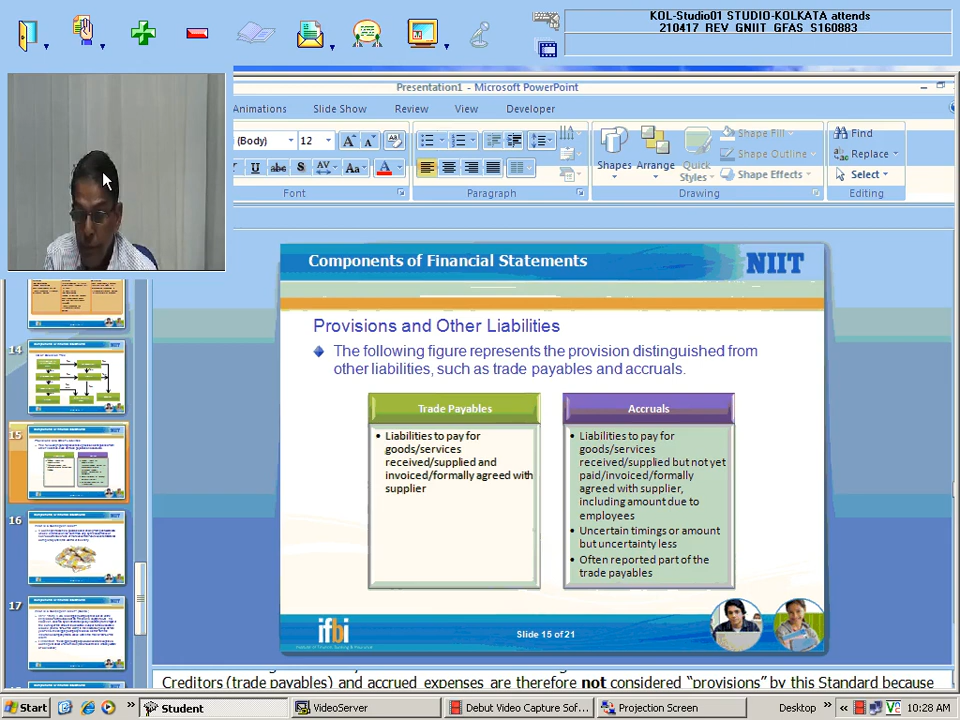 KOL-Studio01 STUDIO-KOLKATA attends
210417_REV_GNIIT_GFAS_S160883
Presentation1 - Microsoft PowerPoint
Animations Slide Show Review View Developer
(Body) 12
Shapes Arrange Quick Styles
Shape Fill
Shape Outline
Shape Effects
Find
Replace
Select
Font Paragraph Drawing Editing
Components of Financial Statements
NIIT
Provisions and Other Liabilities
The following figure represents the provision distinguished from
other liabilities, such as trade payables and accruals.
Trade Payables
• Liabilities to pay for
goods/services
received/supplied and
invoiced/formally agreed with
supplier
Accruals
• Liabilities to pay for
goods/services
received/supplied but not yet
paid/invoiced/formally
agreed with supplier,
including amount due to
employees
• Uncertain timings or amount
but uncertainty less
• Often reported part of the
trade payables
ifbi
Institute of Finance, Banking & Insurance
Slide 15 of 21
14
15
16
17
Creditors (trade payables) and accrued expenses are therefore not considered "provisions" by this Standard because
Start
Student
VideoServer
Debut Video Capture Sof...
Projection Screen
Desktop
10:28 AM